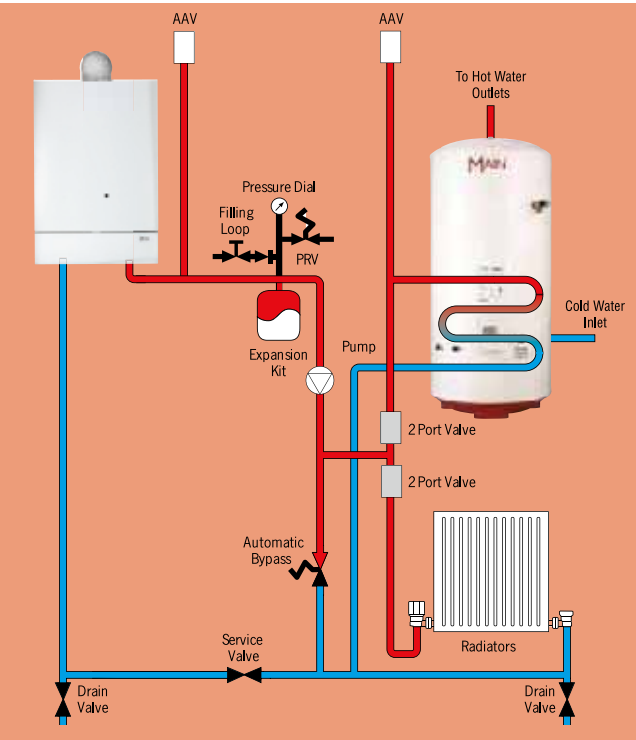 AAV
AAV
To Hot Water
Outlets
MAIN
Pressure Dial
Filling
Loop
PRV
Cold Water
Inlet
Expansion
Kit
Pump
2 Port Valve
2 Port Valve
Automatic
Bypass
Service
Valve
Radiators
Drain
Valve
Drain
Valve